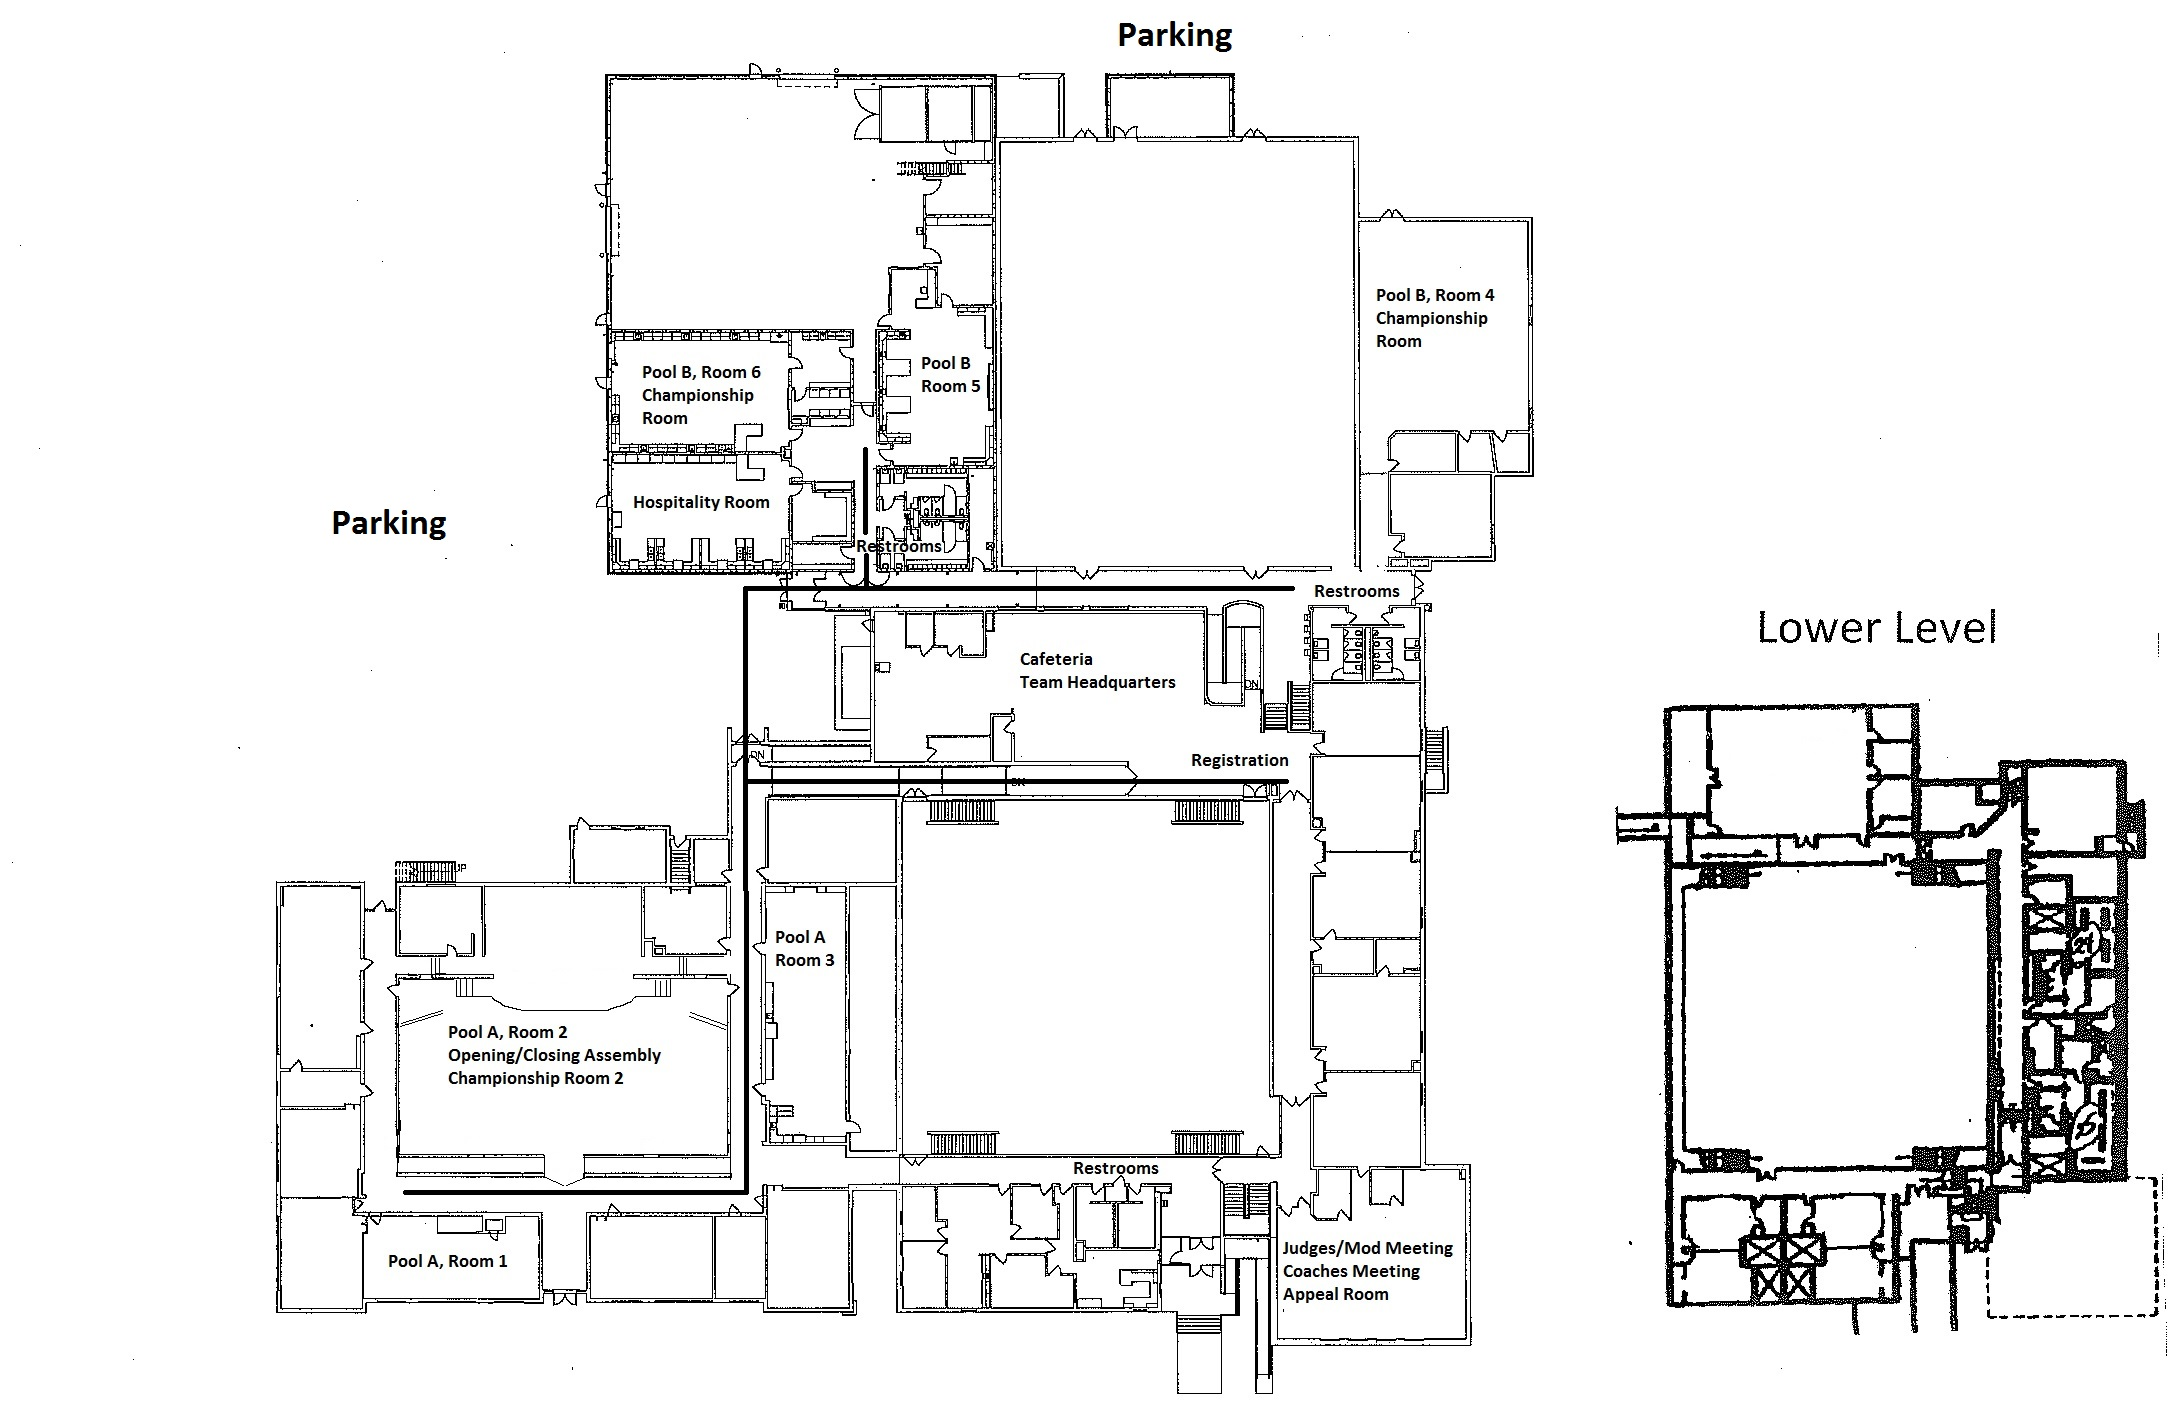 Parking
Pool B, Room 4
Championship
Room
Pool B
Room 5
Pool B, Room 6
Championship
Room
Hospitality Room
Parking
Restrooms
Restrooms
Lower Level
Cafeteria
Team Headquarters
DN
DN
Registration
Pool A
Room 3
Pool A, Room 2
Opening/Closing Assembly
Championship Room 2
24
25
Restrooms
Pool A, Room 1
Judges/Mod Meeting
Coaches Meeting
Appeal Room